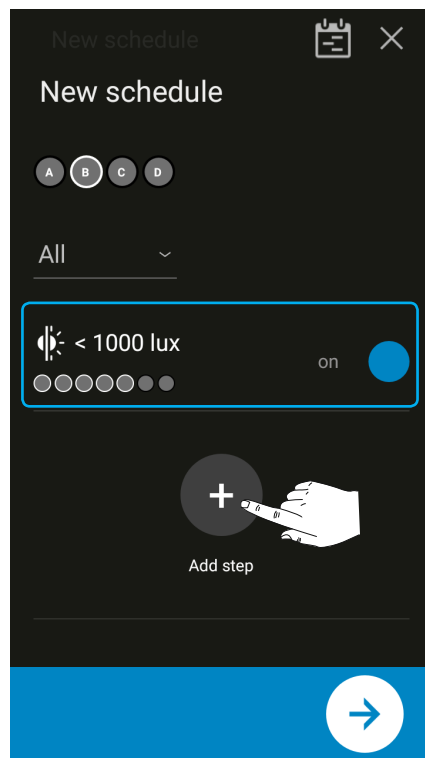 New schedule
New schedule
A B C D
All
< 1000 lux
on
Add step